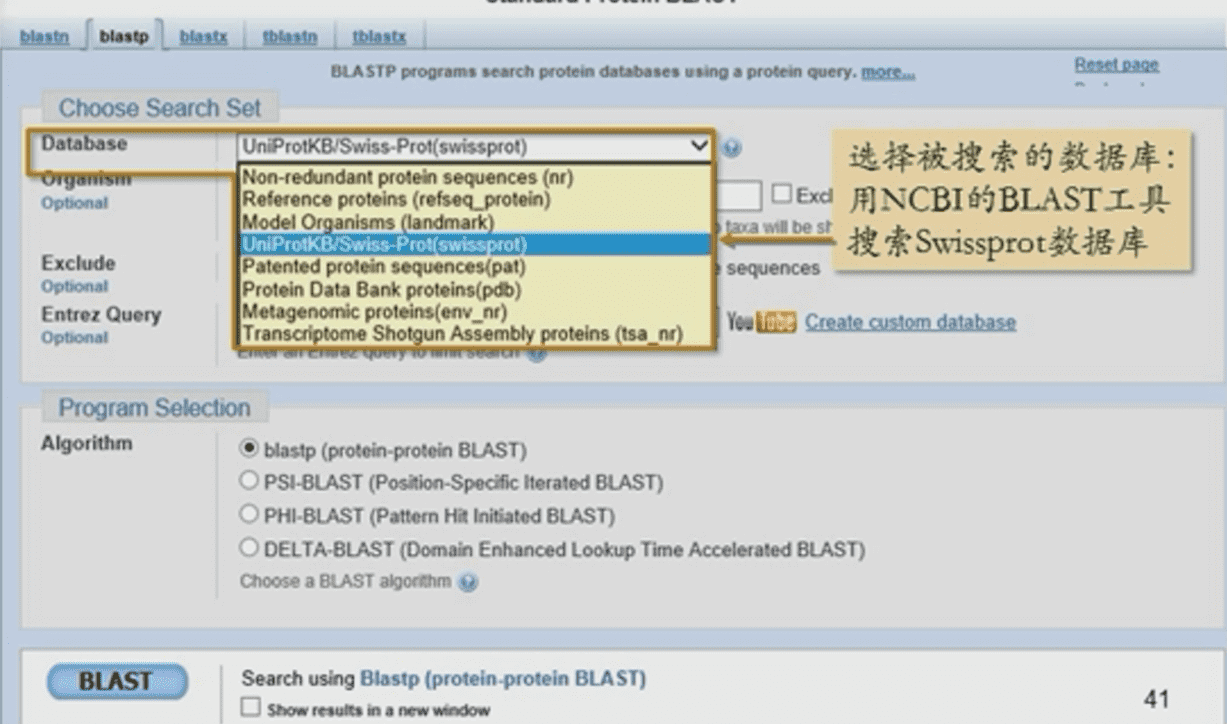 Standard Protein BLAST
blastn blastp blastx tblastn tblastx
BLASTP programs search protein databases using a protein query. more...
Reset page
Choose Search Set
Database
UniProtKB/Swiss-Prot(swissprot)
Non-redundant protein sequences (nr)
Reference proteins (refseq_protein)
Model Organisms (landmark)
UniProtKB/Swiss-Prot(swissprot)
Patented protein sequences(pat)
Protein Data Bank proteins(pdb)
Metagenomic proteins(env_nr)
Transcriptome Shotgun Assembly proteins (tsa_nr)
选择被搜索的数据库:
用NCBI的BLAST工具
搜索Swissprot数据库
Organism
Optional
Excl
taxa will be sh
Exclude
Optional
sequences
Entrez Query
Optional
YouTube Create custom database
Enter an Entrez query to limit search
Program Selection
Algorithm
blastp (protein-protein BLAST)
PSI-BLAST (Position-Specific Iterated BLAST)
PHI-BLAST (Pattern Hit Initiated BLAST)
DELTA-BLAST (Domain Enhanced Lookup Time Accelerated BLAST)
Choose a BLAST algorithm
BLAST
Search using Blastp (protein-protein BLAST)
Show results in a new window
41